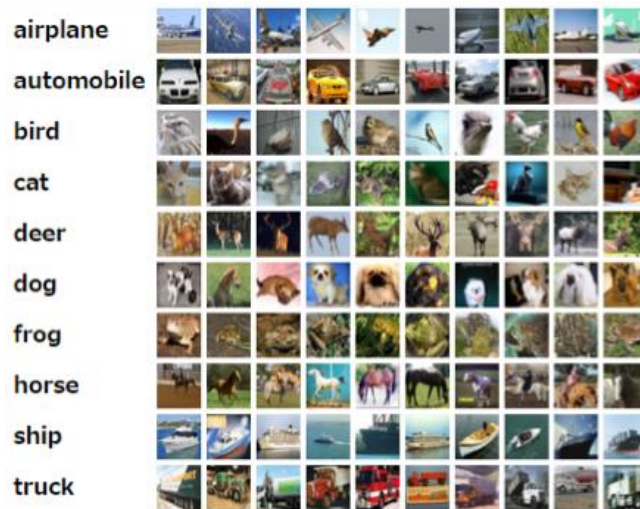 airplane
automobile
bird
cat
deer
dog
frog
horse
ship
truck